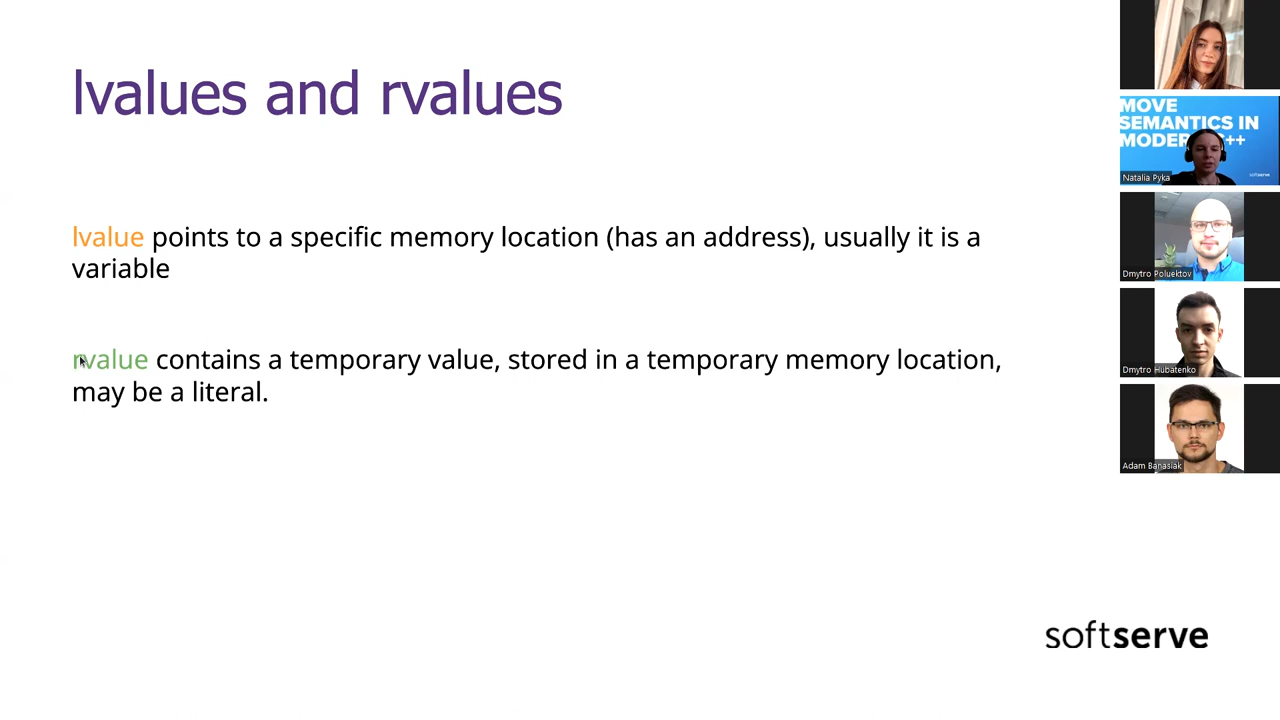 lvalues and rvalues
lvalue points to a specific memory location (has an address), usually it is a
variable
rvalue contains a temporary value, stored in a temporary memory location,
may be a literal.
softserve
MOVE
SEMANTICS IN
MODER ++
softserve
Natalia Pyka
Dmytro Poluektov
Dmytro Hubatenko
Adam Banasiak